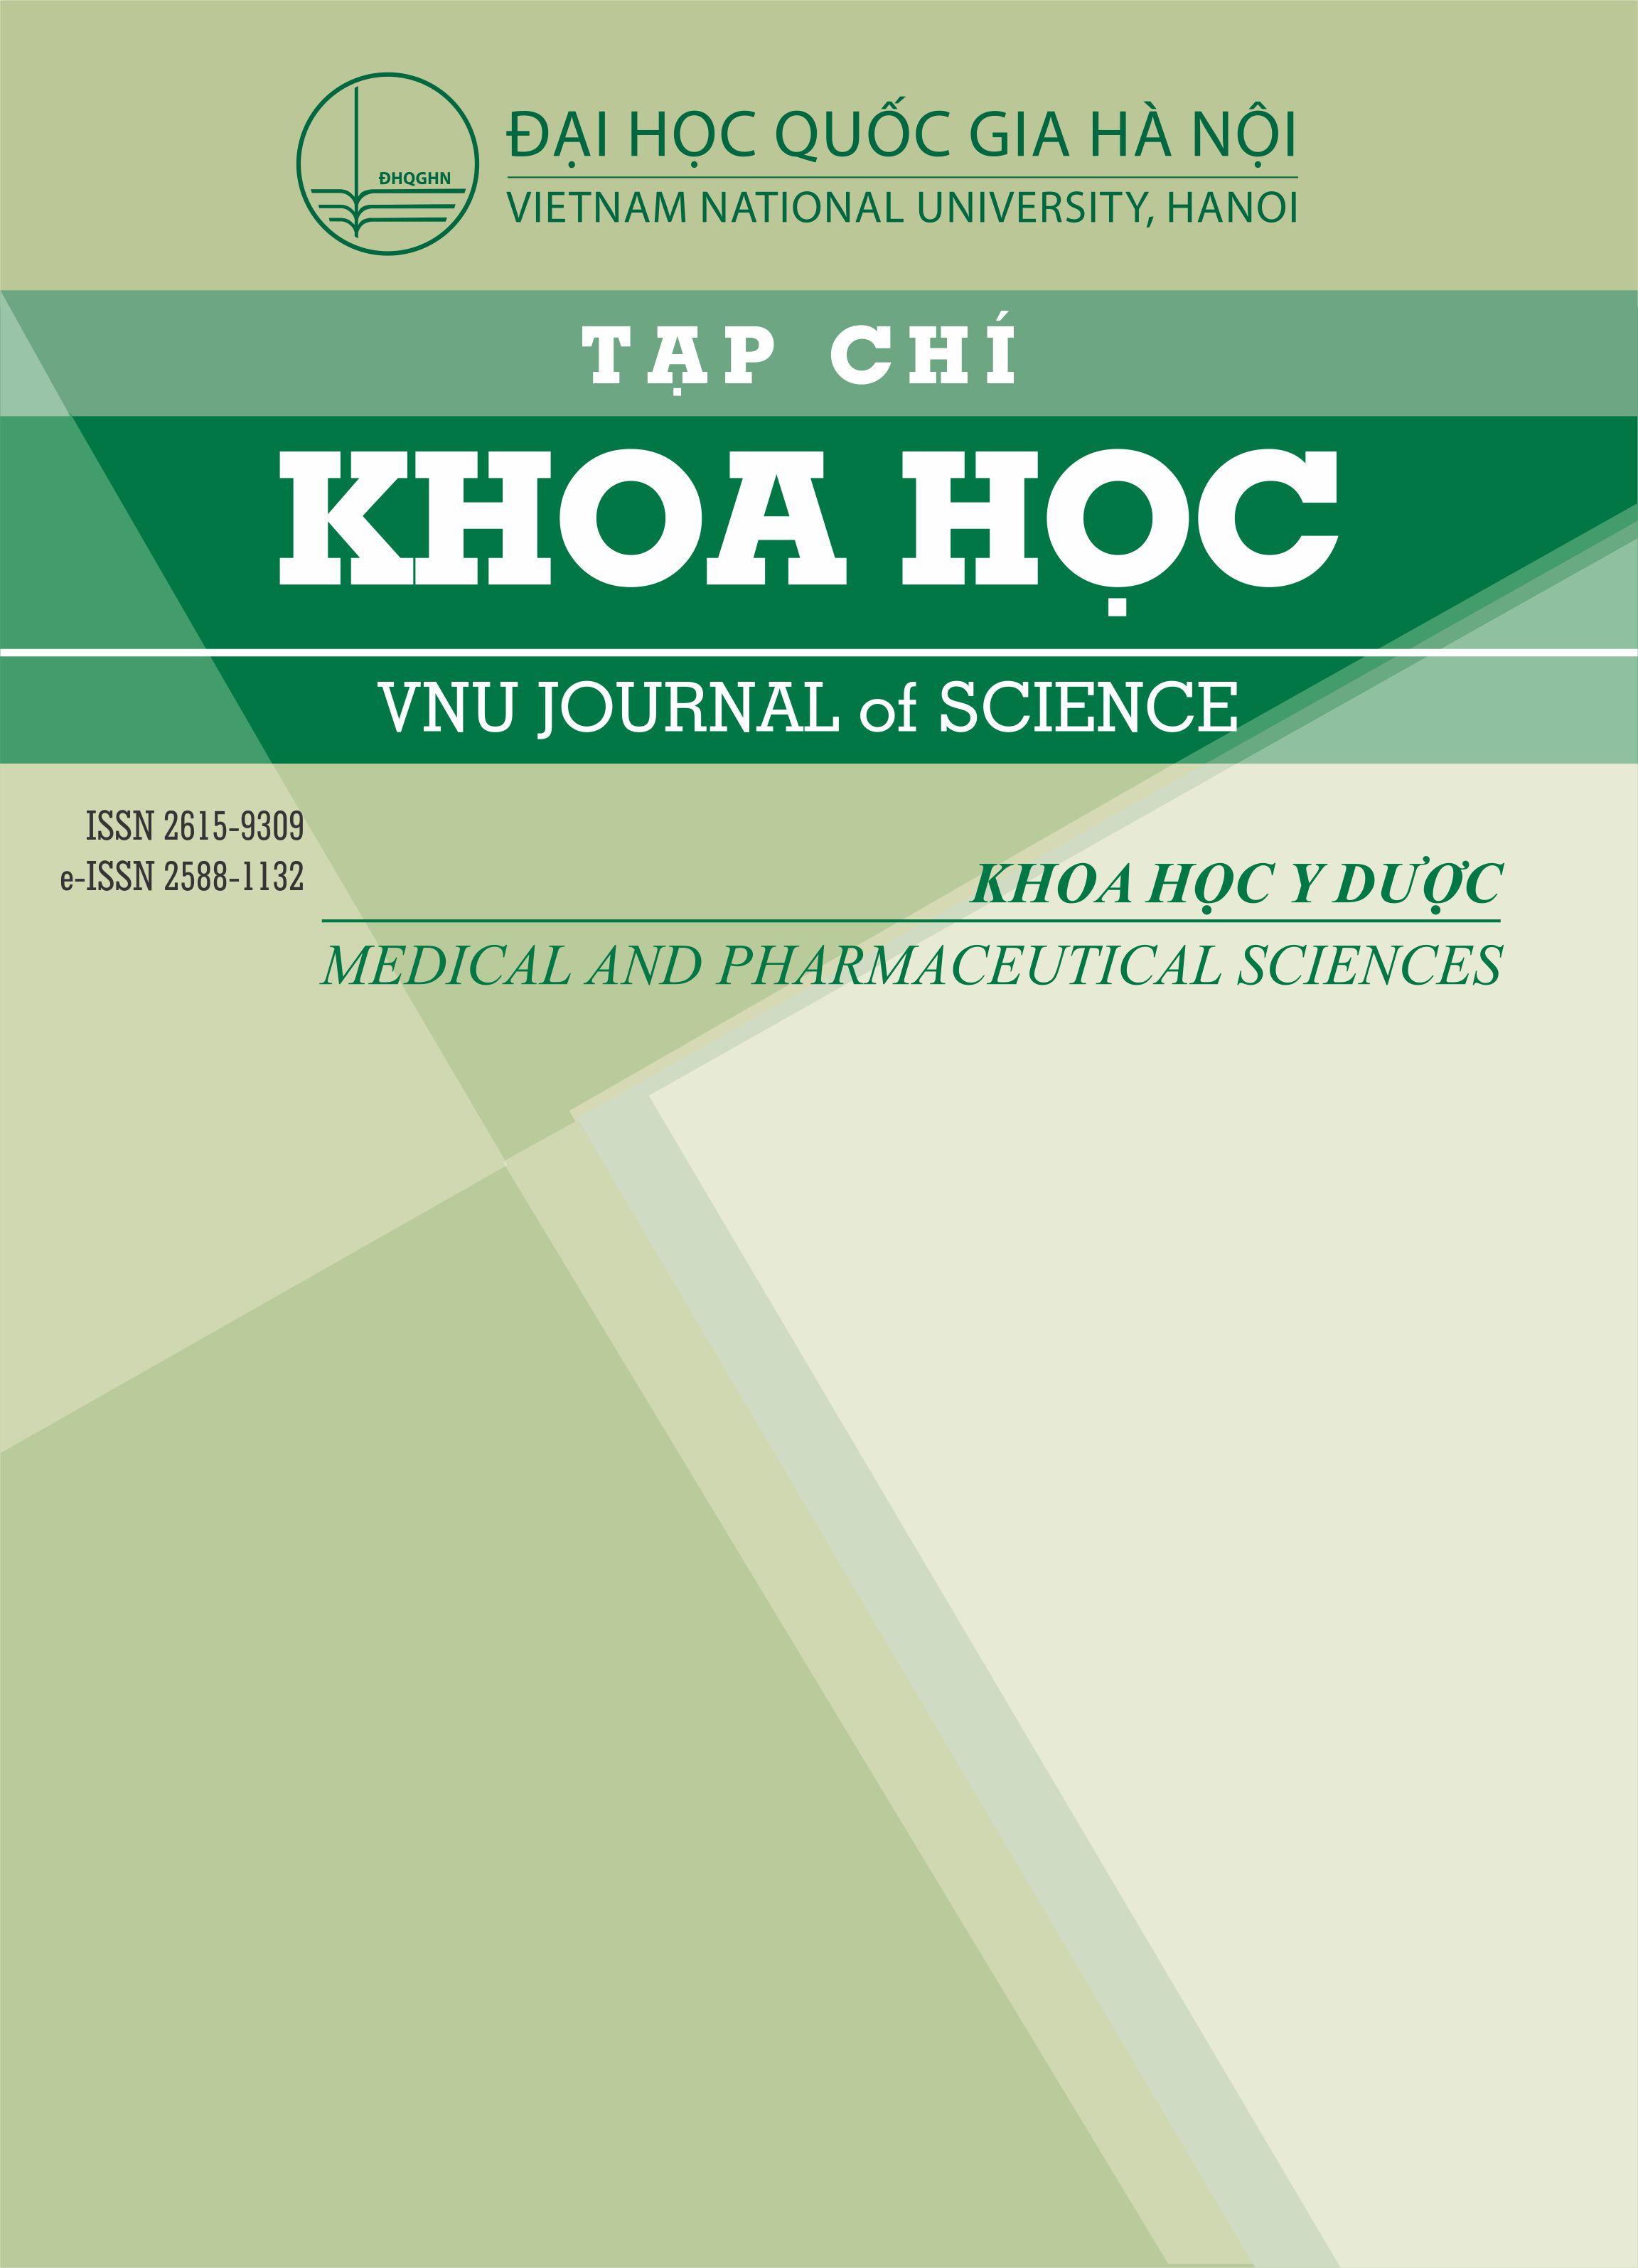 ĐHQGHN
ĐẠI HỌC QUỐC GIA HÀ NỘI
VIETNAM NATIONAL UNIVERSITY, HANOI
TẠP CHÍ
KHOA HỌC
VNU JOURNAL of SCIENCE
ISSN 2615-9309
e-ISSN 2588-1132
KHOA HỌC Y DƯỢC
MEDICAL AND PHARMACEUTICAL SCIENCES